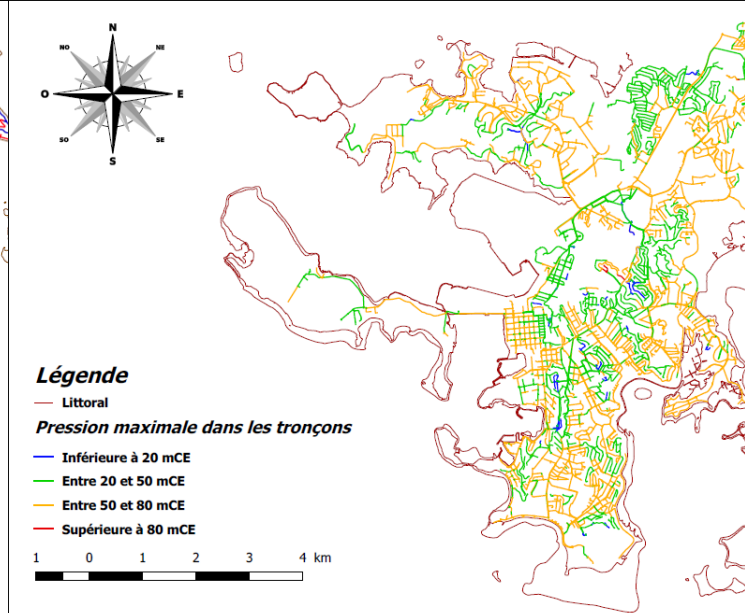 N
NO
NE
O
E
SO
SE
S
Légende
Littoral
Pression maximale dans les tronçons
Inférieure à 20 mCE
Entre 20 et 50 mCE
Entre 50 et 80 mCE
Supérieure à 80 mCE
1 0 1 2 3 4 km